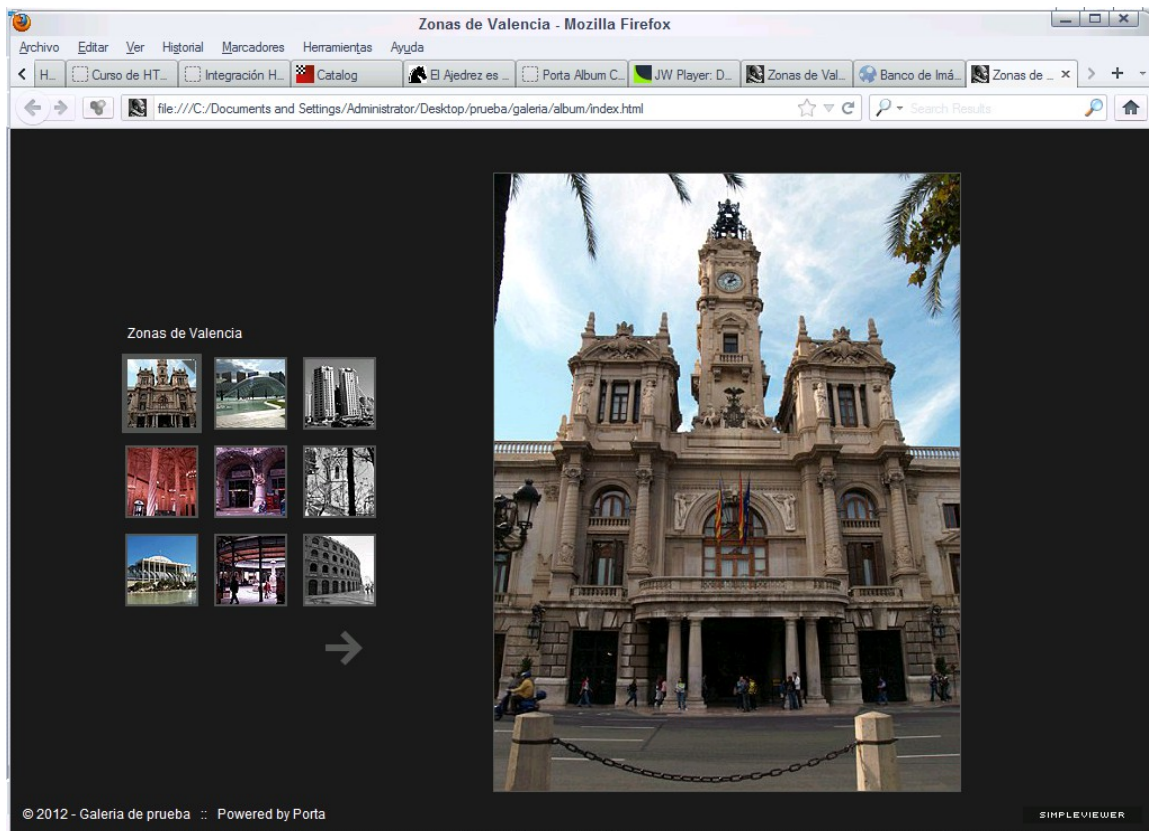 Zonas de Valencia - Mozilla Firefox
Archivo Editar Ver Historial Marcadores Herramientas Ayuda
H... Curso de HT... Integración H... Catalog El Ajedrez es ... Porta Album C... JW Player: D... Zonas de Val... Banco de Imá... Zonas de ...
file:///C:/Documents and Settings/Administrator/Desktop/prueba/galeria/album/index.html Search Results
Zonas de Valencia
© 2012 - Galeria de prueba :: Powered by Porta
SIMPLEVIEWER